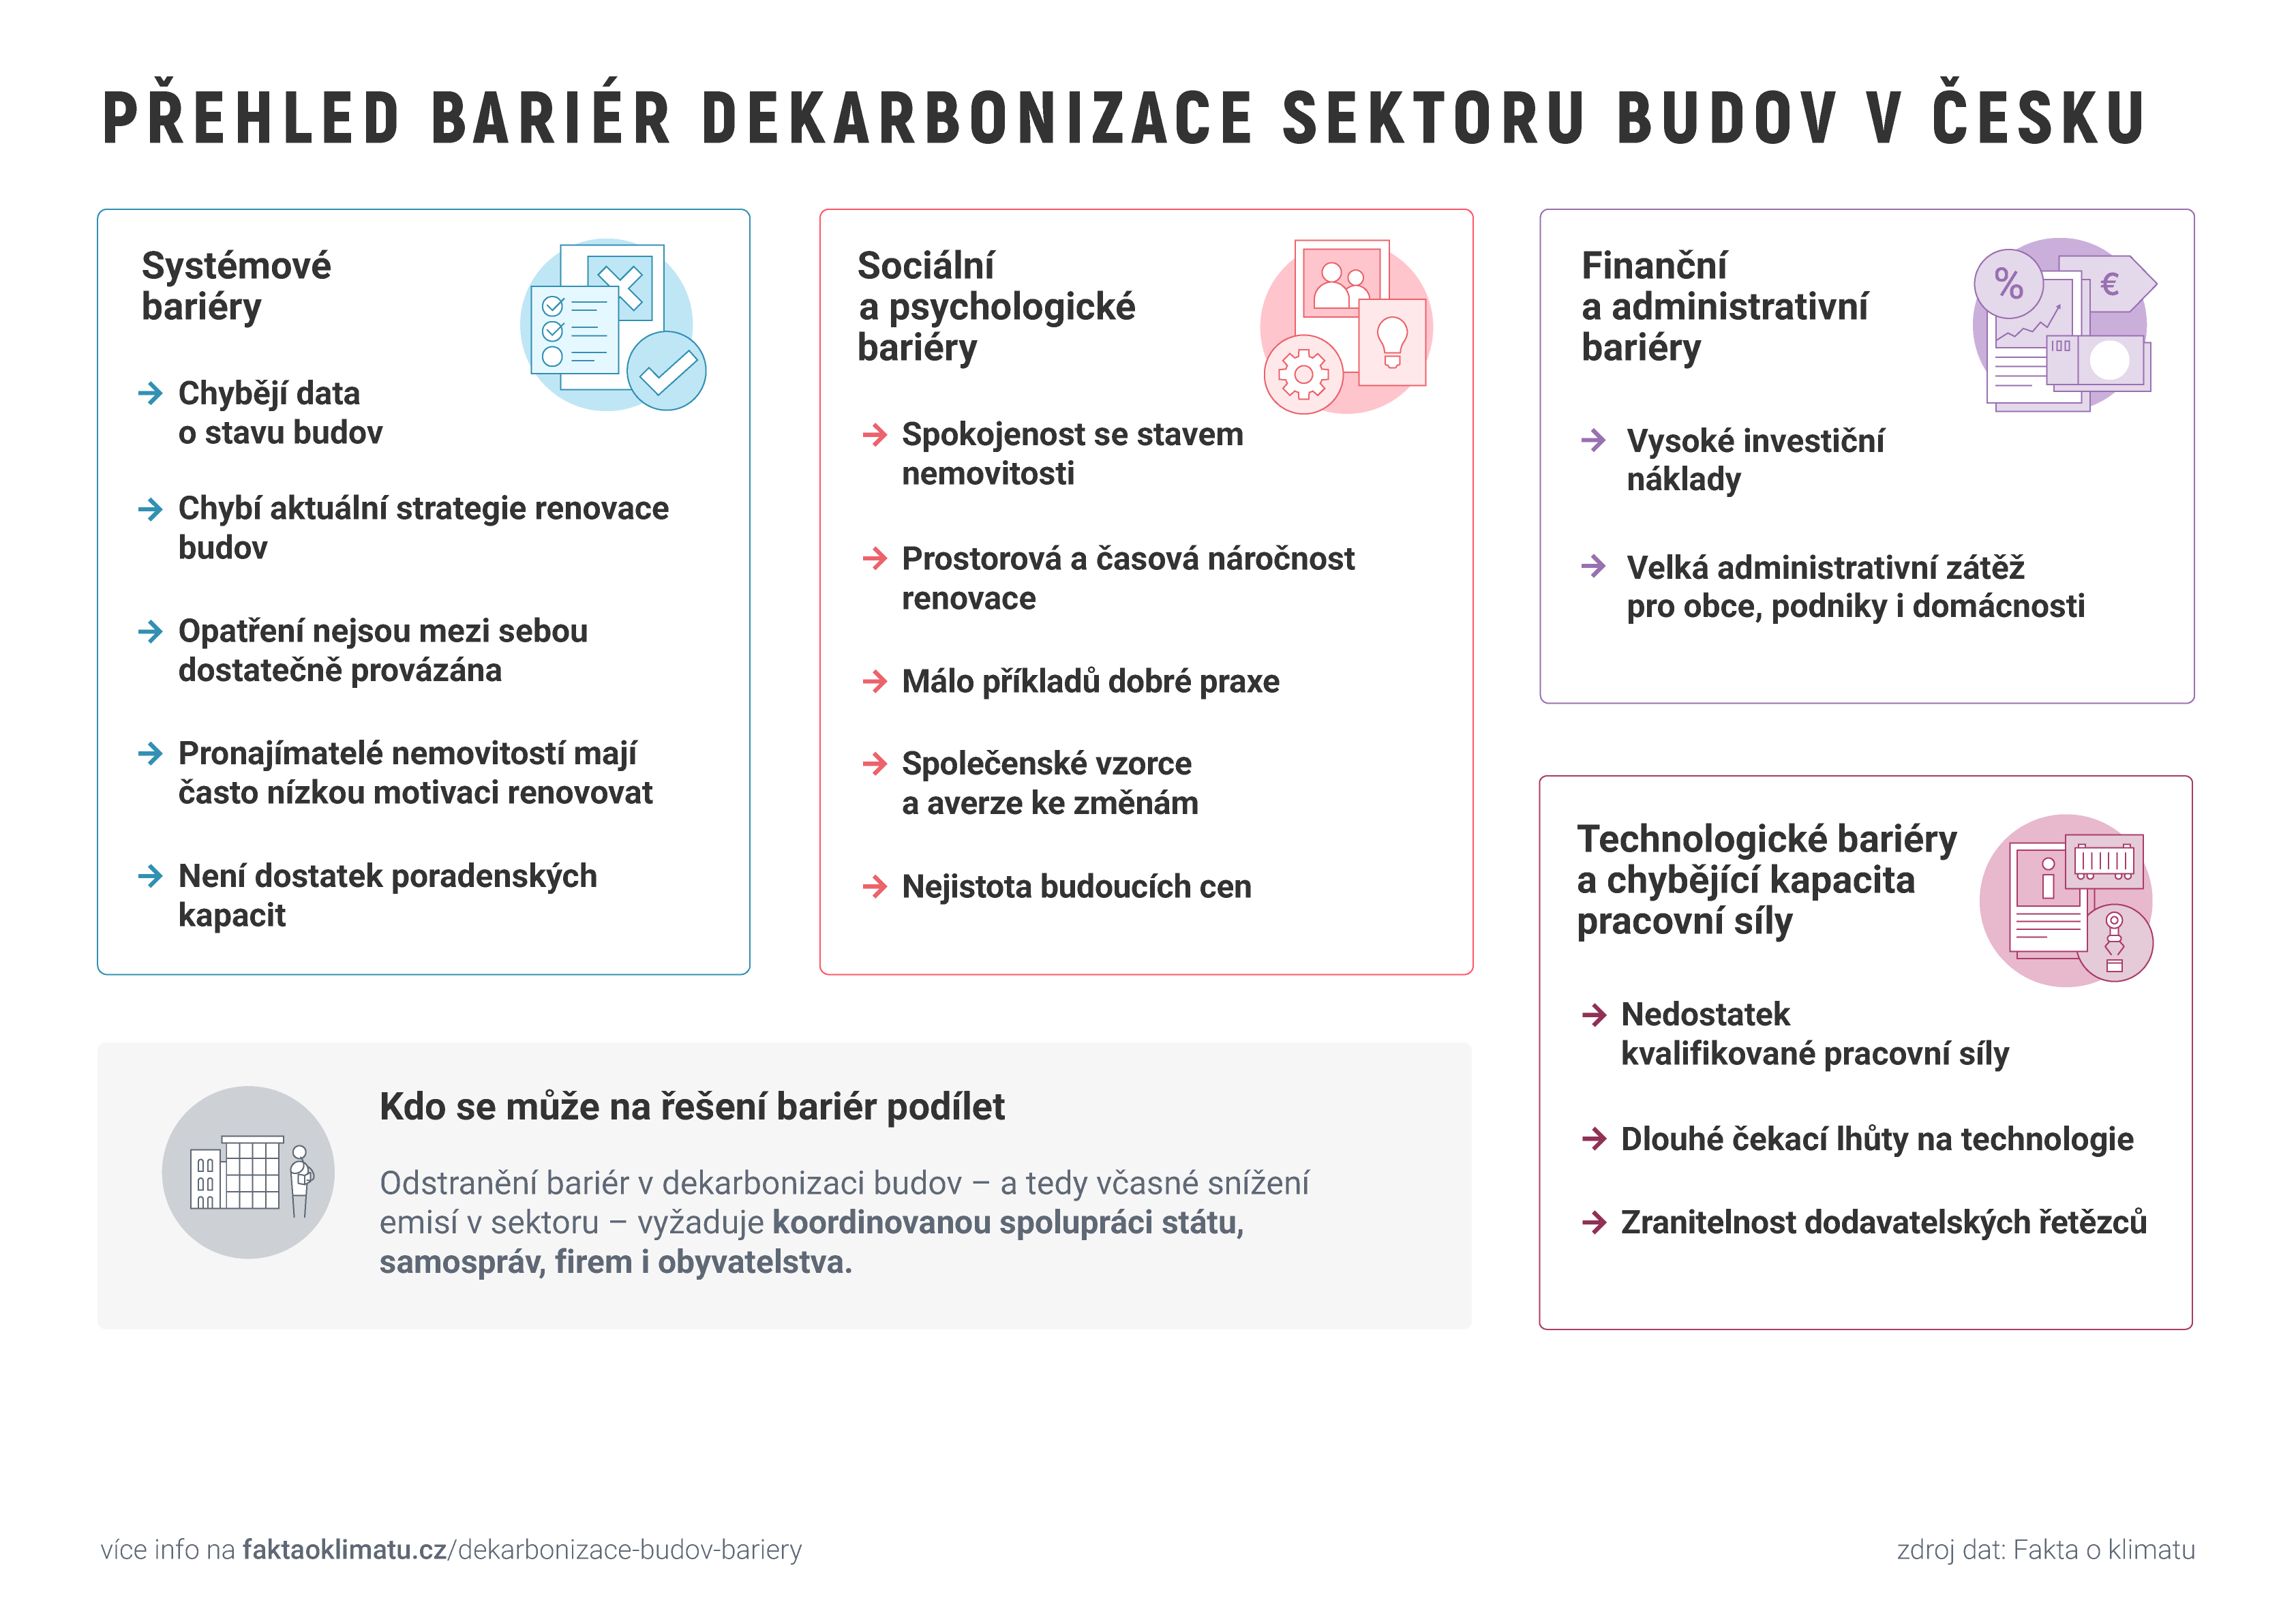 PŘEHLED BARIÉR DEKARBONIZACE SEKTORU BUDOV V ČESKU
Systémové
bariéry
Chybějí data
o stavu budov
Chybí aktuální strategie renovace
budov
Opatření nejsou mezi sebou
dostatečně provázána
Pronajímatelé nemovitostí mají
často nízkou motivaci renovovat
Není dostatek poradenských
kapacit
Sociální
a psychologické
bariéry
Spokojenost se stavem
nemovitosti
Prostorová a časová náročnost
renovace
Málo příkladů dobré praxe
Společenské vzorce
a averze ke změnám
Nejistota budoucích cen
Finanční
a administrativní
bariéry
%
€
100
Vysoké investiční
náklady
Velká administrativní zátěž
pro obce, podniky i domácnosti
Technologické bariéry
a chybějící kapacita
pracovní síly
Nedostatek
kvalifikované pracovní síly
Dlouhé čekací lhůty na technologie
Zranitelnost dodavatelských řetězců
Kdo se může na řešení bariér podílet
Odstranění bariér v dekarbonizaci budov – a tedy včasné snížení
emisí v sektoru – vyžaduje koordinovanou spolupráci státu,
samospráv, firem i obyvatelstva.
více info na faktaoklimatu.cz/dekarbonizace-budov-bariery
zdroj dat: Fakta o klimatu